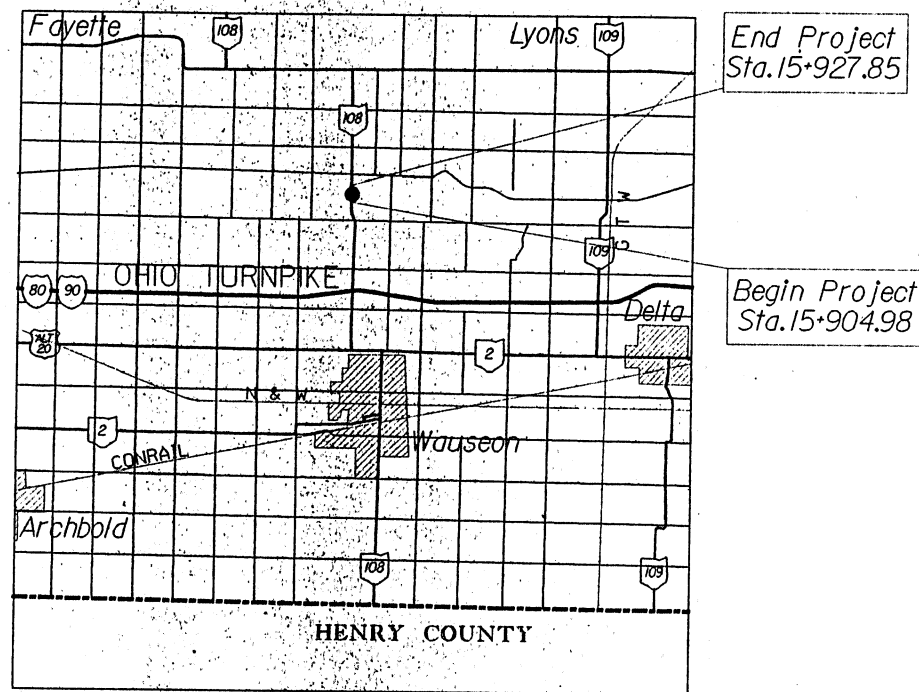 Fayette
108
Lyons
109
End Project
Sta.15+927.85
108
C T W
109
OHIO TURNPIKE
80
90
Begin Project
Sta.15+904.98
Delta
ALT
20
2
N & W
2
CONRAIL
Wauseon
Archbold
108
109
HENRY COUNTY